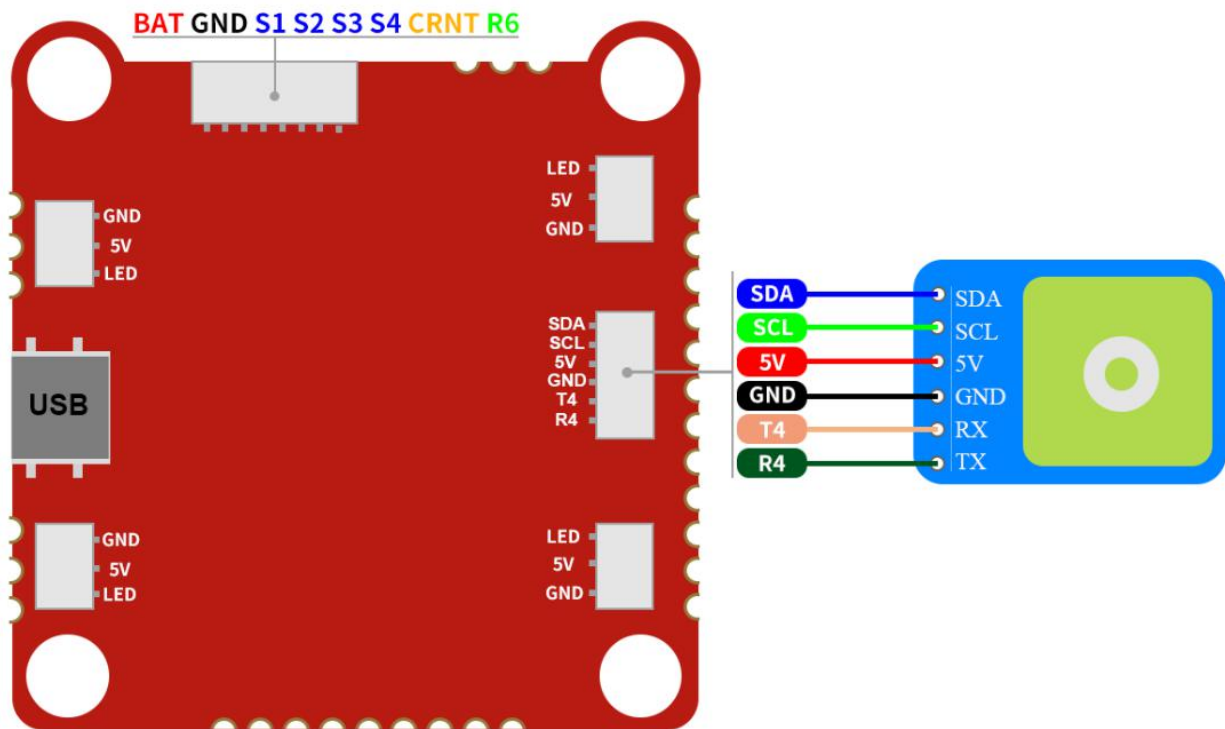 BAT GND S1 S2 S3 S4 CRNT R6
LED
5V
GND
GND
5V
LED
SDA
SCL
5V
GND
T4
R4
USB
GND
5V
LED
LED
5V
GND
SDA
SCL
5V
GND
T4
R4
SDA
SCL
5V
GND
RX
TX